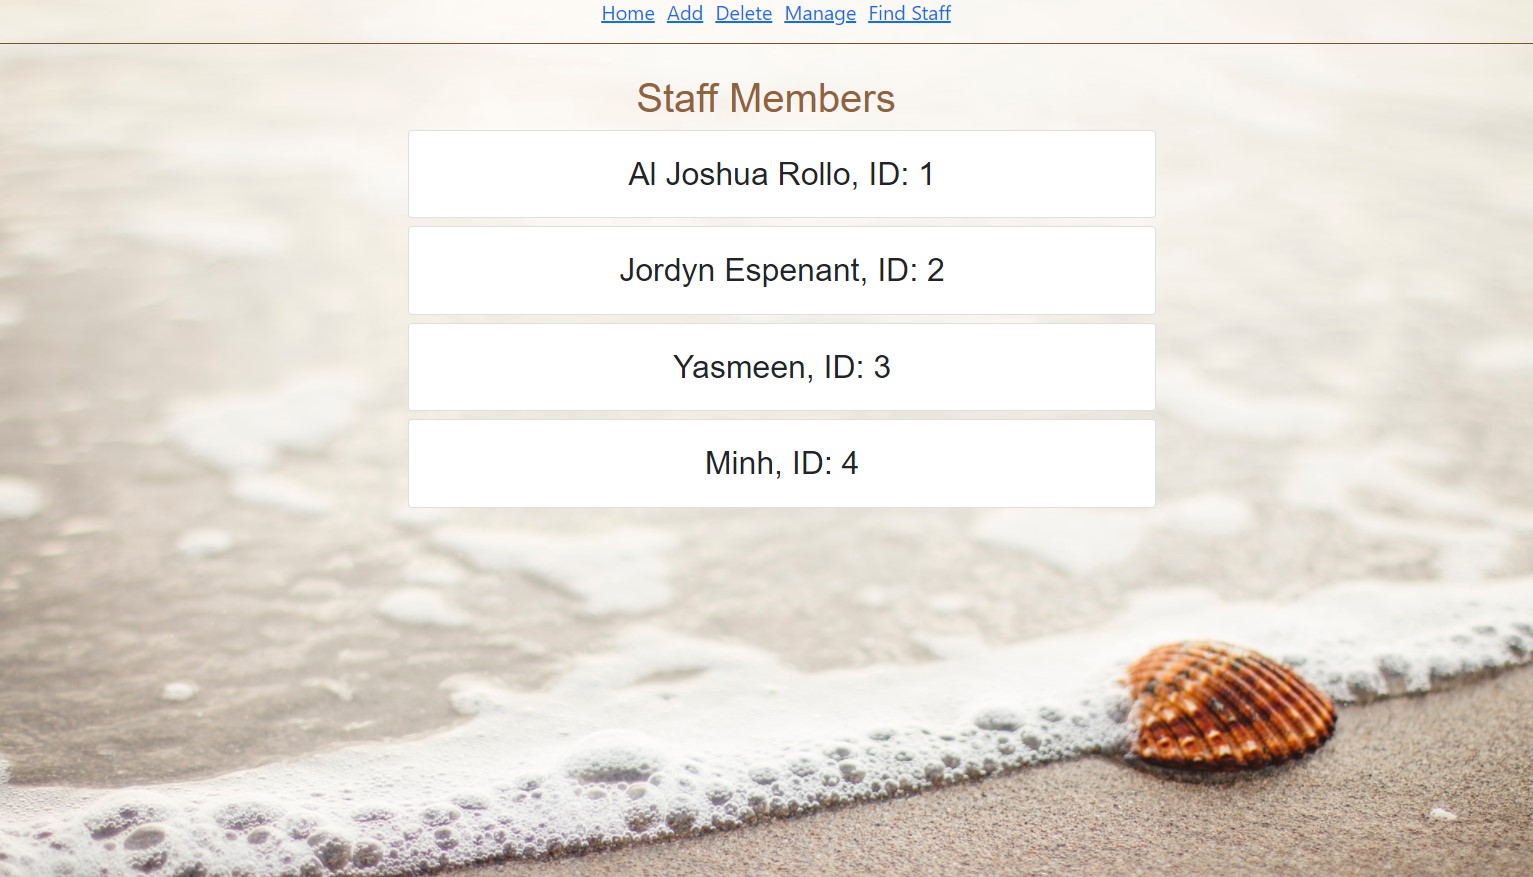 Home Add Delete Manage Find Staff
Staff Members
Al Joshua Rollo, ID: 1
Jordyn Espenant, ID: 2
Yasmeen, ID: 3
Minh, ID: 4